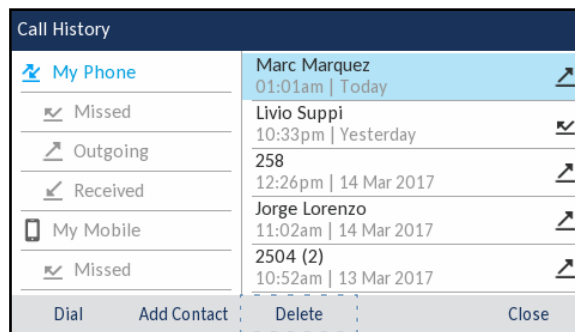 Call History
My Phone
Missed
Outgoing
Received
My Mobile
Missed
Marc Marquez
01:01am | Today
Livio Suppi
10:33pm | Yesterday
258
12:26pm | 14 Mar 2017
Jorge Lorenzo
11:02am | 14 Mar 2017
2504 (2)
10:52am | 13 Mar 2017
Dial Add Contact Delete Close